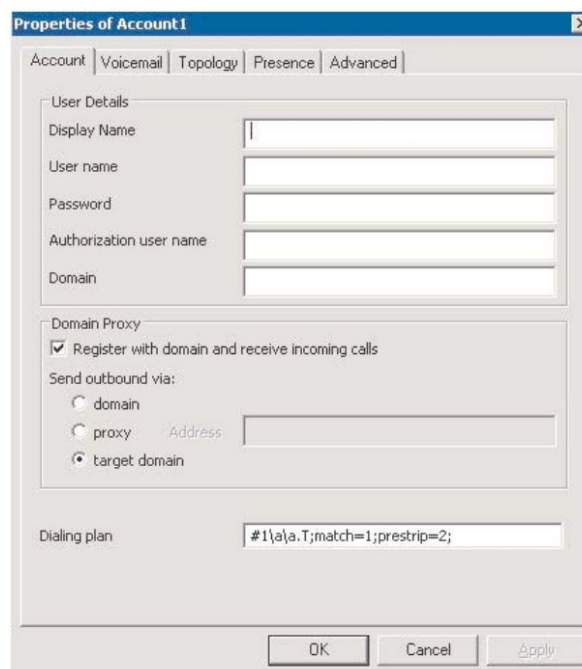 Properties of Account1
Account Voicemail Topology Presence Advanced
User Details
Display Name
User name
Password
Authorization user name
Domain
Domain Proxy
Register with domain and receive incoming calls
Send outbound via:
domain
proxy Address
target domain
Dialing plan #1\a\a.T;match=1;prestrip=2;
OK Cancel Apply